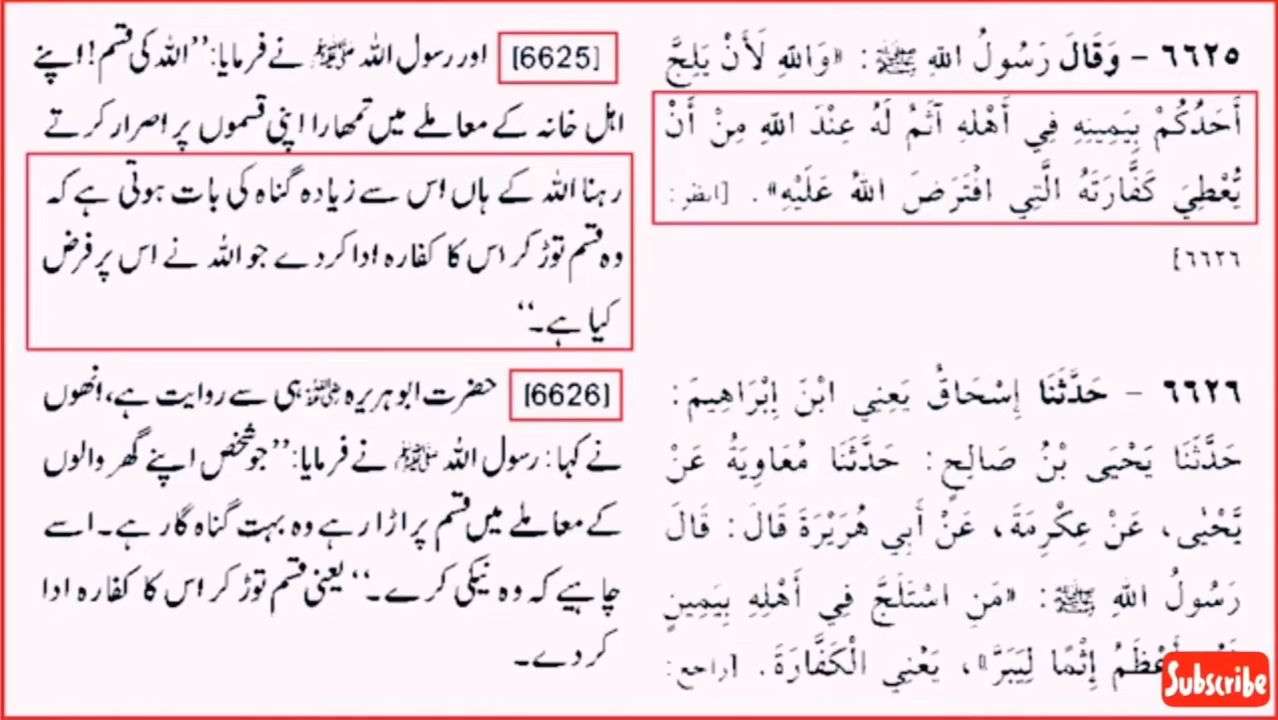 ٦٦٢٥ - وَقَالَ رَسُولُ اللهِ ﷺ: «وَاللهِ لَأَنْ يَلِجَّ
أَحَدُكُمْ بِيَمِينِهِ فِي أَهْلِهِ آثَمُ لَهُ عِنْدَ اللهِ مِنْ أَنْ
يُّعْطِيَ كَفَّارَتَهُ الَّتِي افْتَرَضَ اللهُ عَلَيْهِ». [انظر:
٦٦٢٦]
٦٦٢٦ - حَدَّثَنَا إِسْحَاقُ يَعْنِي ابْنَ إِبْرَاهِيمَ:
حَدَّثَنَا يَحْيَى بْنُ صَالِحٍ: حَدَّثَنَا مُعَاوِيَةُ عَنْ
يَّحْيٰى، عَنْ عِكْرِمَةَ، عَنْ أَبِي هُرَيْرَةَ قَالَ: قَالَ
رَسُولُ اللهِ ﷺ: «مَنِ اسْتَلَجَّ فِي أَهْلِهِ بِيَمِينٍ
أَعْظَمُ إِثْمًا لِيَبَرَّ»، يَعْنِي الْكَفَّارَةَ. [راجع:
[6625] اور رسول اللہ ﷺ نے فرمایا: ’’اللہ کی قسم! اپنے
اہل خانہ کے معاملے میں تمھارا اپنی قسموں پر اصرار کرتے
رہنا اللہ کے ہاں اس سے زیادہ گناہ کی بات ہوتی ہے کہ
وہ قسم توڑ کر اس کا کفارہ ادا کر دے جو اللہ نے اس پر فرض
کیا ہے۔‘‘
[6626] حضرت ابو ہریرہ ؓ ہی سے روایت ہے، انھوں
نے کہا: رسول اللہ ﷺ نے فرمایا: ’’جو شخص اپنے گھر والوں
کے معاملے میں قسم پر اڑا رہے وہ بہت گناہ گار ہے۔ اسے
چاہیے کہ وہ نیکی کرے۔‘‘ یعنی قسم توڑ کر اس کا کفارہ ادا
کر دے۔
Subscribe